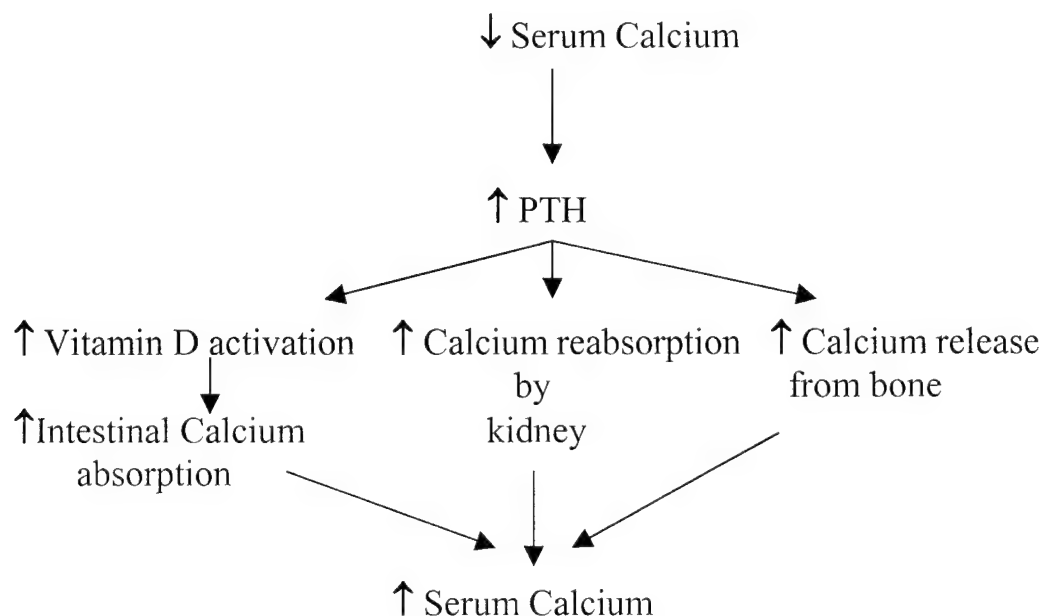 ↓ Serum Calcium
↑ PTH
↑ Vitamin D activation
↑Intestinal Calcium
absorption
↑ Calcium reabsorption
by
kidney
↑ Calcium release
from bone
↑ Serum Calcium